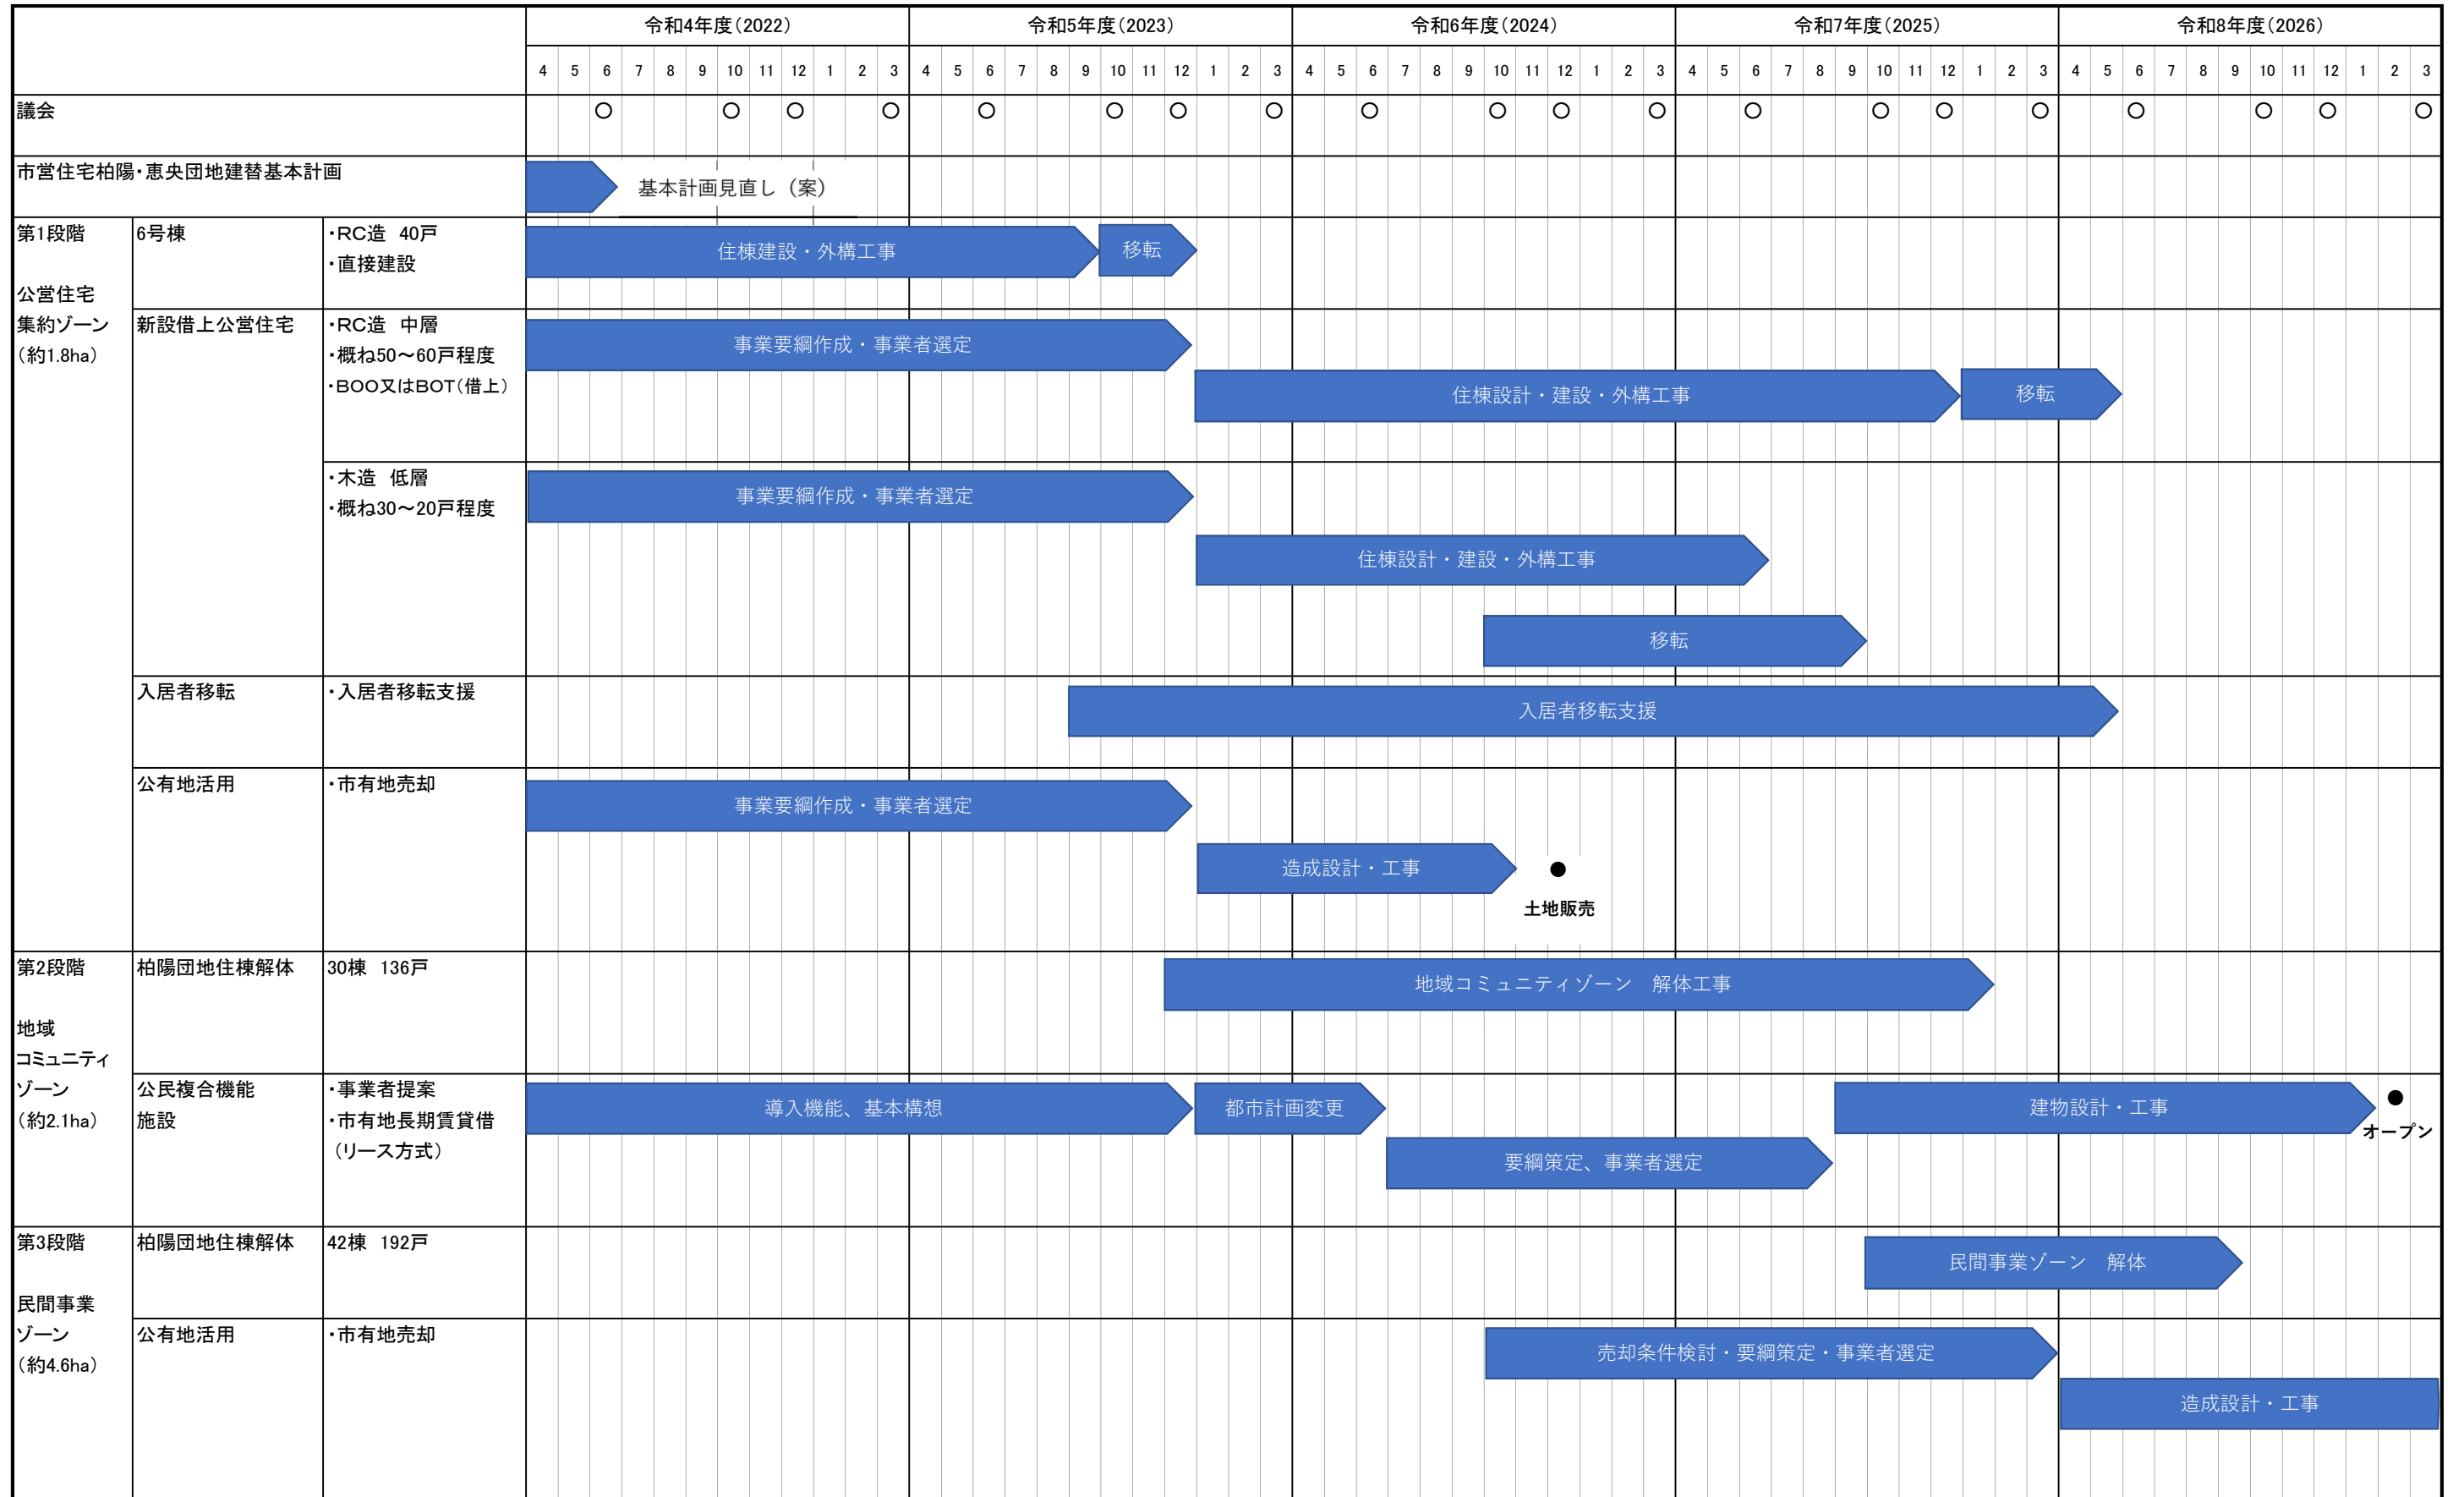 令和4年度（2022） 令和5年度（2023） 令和6年度（2024） 令和7年度（2025） 令和8年度（2026）
4 5 6 7 8 9 10 11 12 1 2 3 4 5 6 7 8 9 10 11 12 1 2 3 4 5 6 7 8 9 10 11 12 1 2 3 4 5 6 7 8 9 10 11 12 1 2 3 4 5 6 7 8 9 10 11 12 1 2 3
議会 ○ ○ ○ ○ ○ ○ ○ ○ ○ ○ ○ ○ ○ ○ ○ ○ ○ ○ ○ ○
市営住宅柏陽・恵央団地建替基本計画
基本計画見直し（案）
第1段階
公営住宅
集約ゾーン
（約1.8ha）
6号棟
・RC造 40戸
・直接建設
住棟建設・外構工事
移転
新設借上公営住宅
・RC造 中層
・概ね50～60戸程度
・BOO又はBOT（借上）
事業要綱作成・事業者選定
住棟設計・建設・外構工事
移転
・木造 低層
・概ね30～20戸程度
事業要綱作成・事業者選定
住棟設計・建設・外構工事
移転
入居者移転
・入居者移転支援
入居者移転支援
公有地活用
・市有地売却
事業要綱作成・事業者選定
造成設計・工事
●
土地販売
第2段階
地域
コミュニティ
ゾーン
（約2.1ha）
柏陽団地住棟解体
30棟 136戸
地域コミュニティゾーン 解体工事
公民複合機能
施設
・事業者提案
・市有地長期賃貸借
（リース方式）
導入機能、基本構想
都市計画変更
要綱策定、事業者選定
建物設計・工事
●
オープン
第3段階
民間事業
ゾーン
（約4.6ha）
柏陽団地住棟解体
42棟 192戸
民間事業ゾーン 解体
公有地活用
・市有地売却
売却条件検討・要綱策定・事業者選定
造成設計・工事